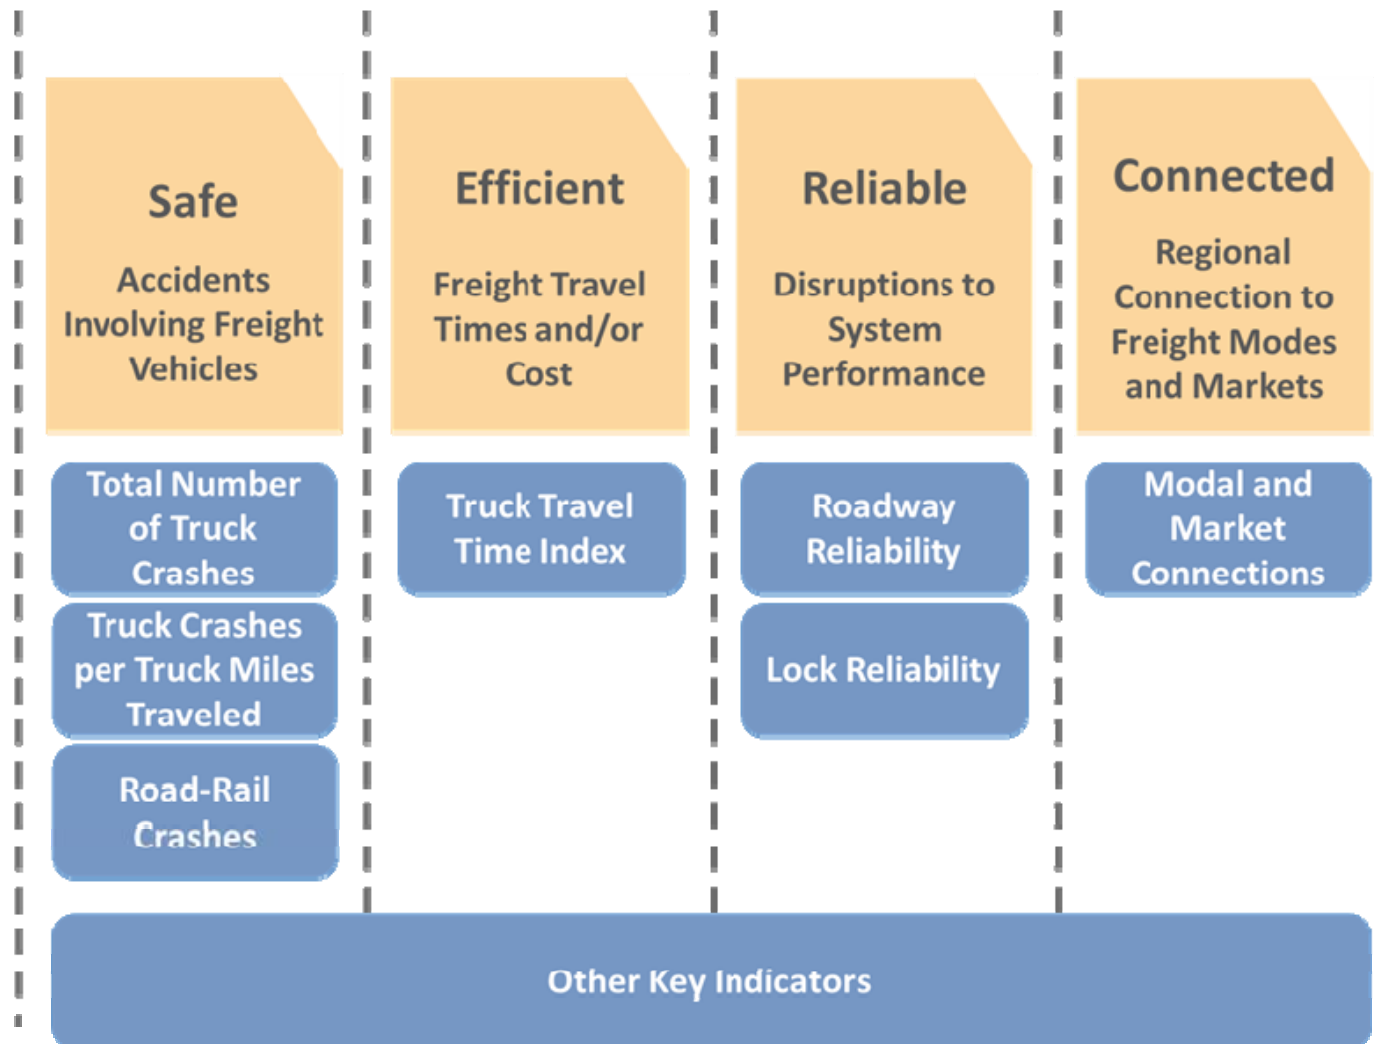 Safe
Accidents
Involving Freight
Vehicles
Total Number
of Truck
Crashes
Truck Crashes
per Truck Miles
Traveled
Road-Rail
Crashes
Efficient
Freight Travel
Times and/or
Cost
Truck Travel
Time Index
Reliable
Disruptions to
System
Performance
Roadway
Reliability
Lock Reliability
Connected
Regional
Connection to
Freight Modes
and Markets
Modal and
Market
Connections
Other Key Indicators